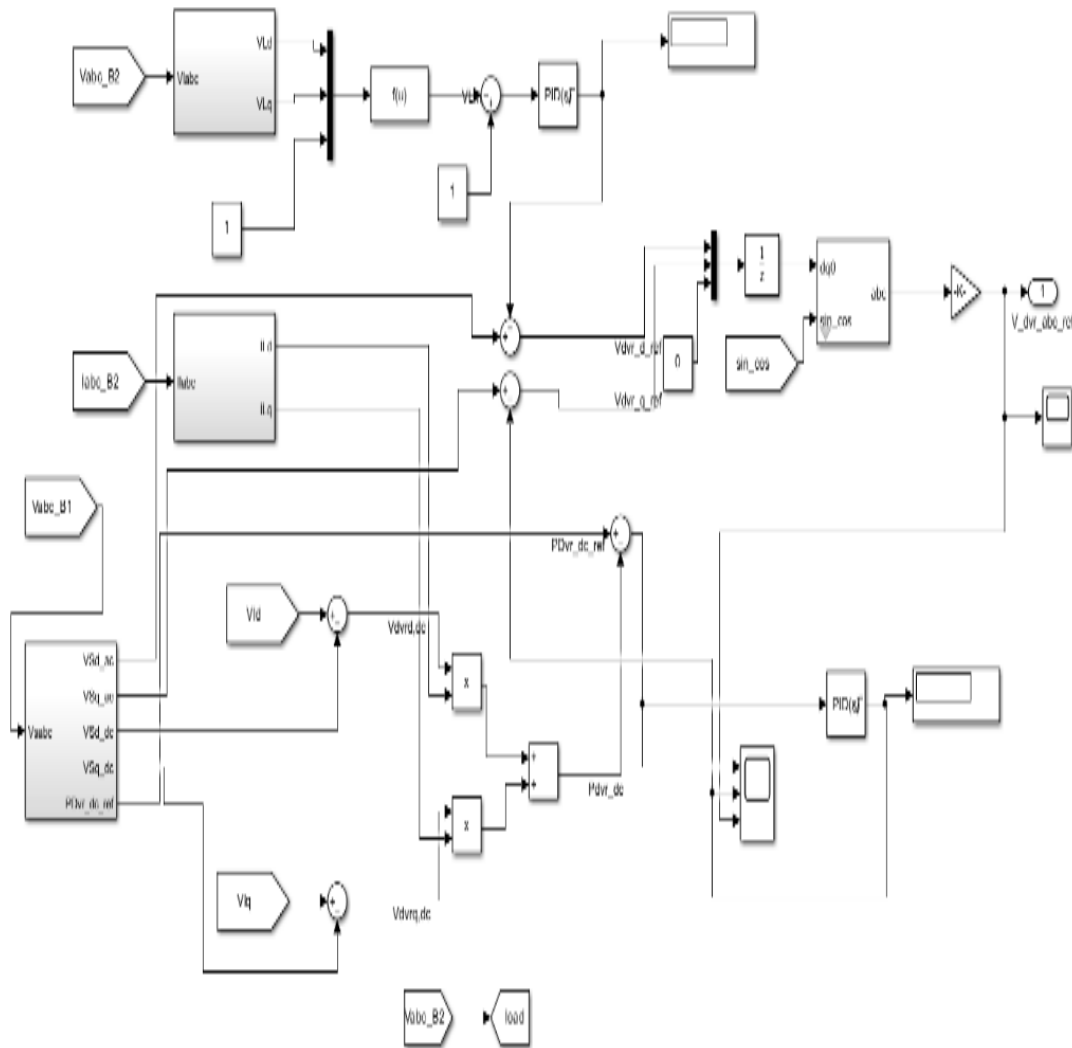 Vabc_B2
Vlabc
VLd
VLq
1
f(u)
VL
1
PID(s)
Iabc_B2
Iabc
iLd
iLq
Vdvr_d_ref
Vdvr_q_ref
0
1
z
sin_cos
dq0
sin_cos
abc
-K-
1
V_dvr_abc_ref
Vabc_B1
Vsabc
VSd_ac
VSq_ac
VSd_dc
VSq_dc
PDvr_dc_ref
PDvr_dc_ref
Vld
Vdvrd,dc
x
x
+
+
Pdvr_dc
PID(s)
Vlq
Vdvrq,dc
Vabc_B2
load